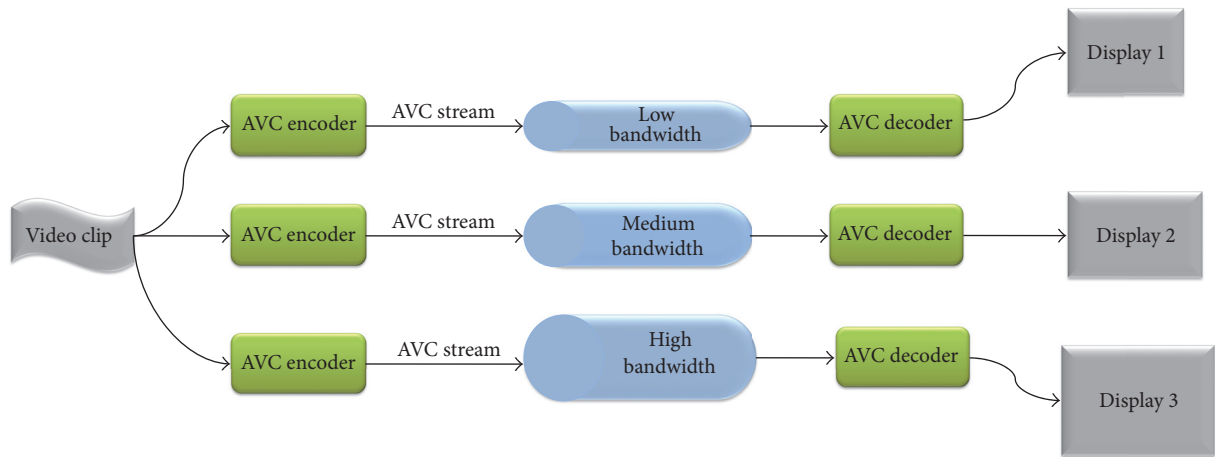 Display 1
AVC encoder
AVC stream
Low
bandwidth
AVC decoder
Video clip
AVC encoder
AVC stream
Medium
bandwidth
AVC decoder
Display 2
AVC encoder
AVC stream
High
bandwidth
AVC decoder
Display 3